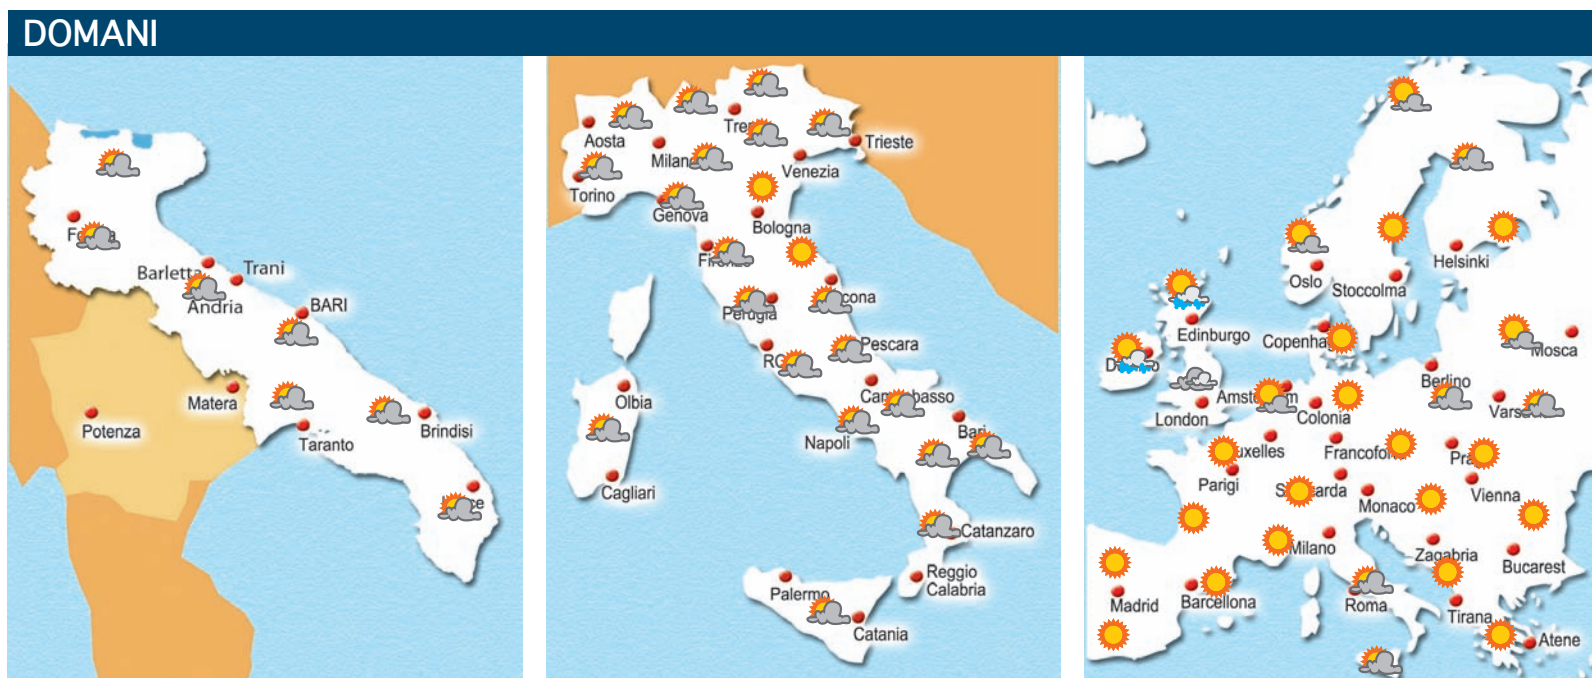 DOMANI
Barletta
Trani
Andria
BARI
Matera
Potenza
Taranto
Brindisi
Aosta
Trieste
Venezia
Torino
Genova
Bologna
Perugia
Pescara
Olbia
Napoli
Bari
Cagliari
Catanzaro
Palermo
Reggio
Calabria
Catania
Helsinki
Oslo
Stoccolma
Edinburgo
Mosca
Berlino
London
Colonia
Parigi
Vienna
Monaco
Milano
Zagabria
Bucarest
Madrid
Barcellona
Roma
Tirana
Atene